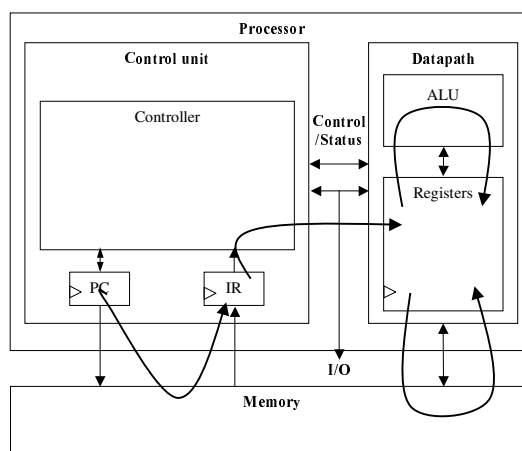 Processor
Control unit
Datapath
ALU
Controller
Control
/Status
Registers
PC
IR
I/O
Memory